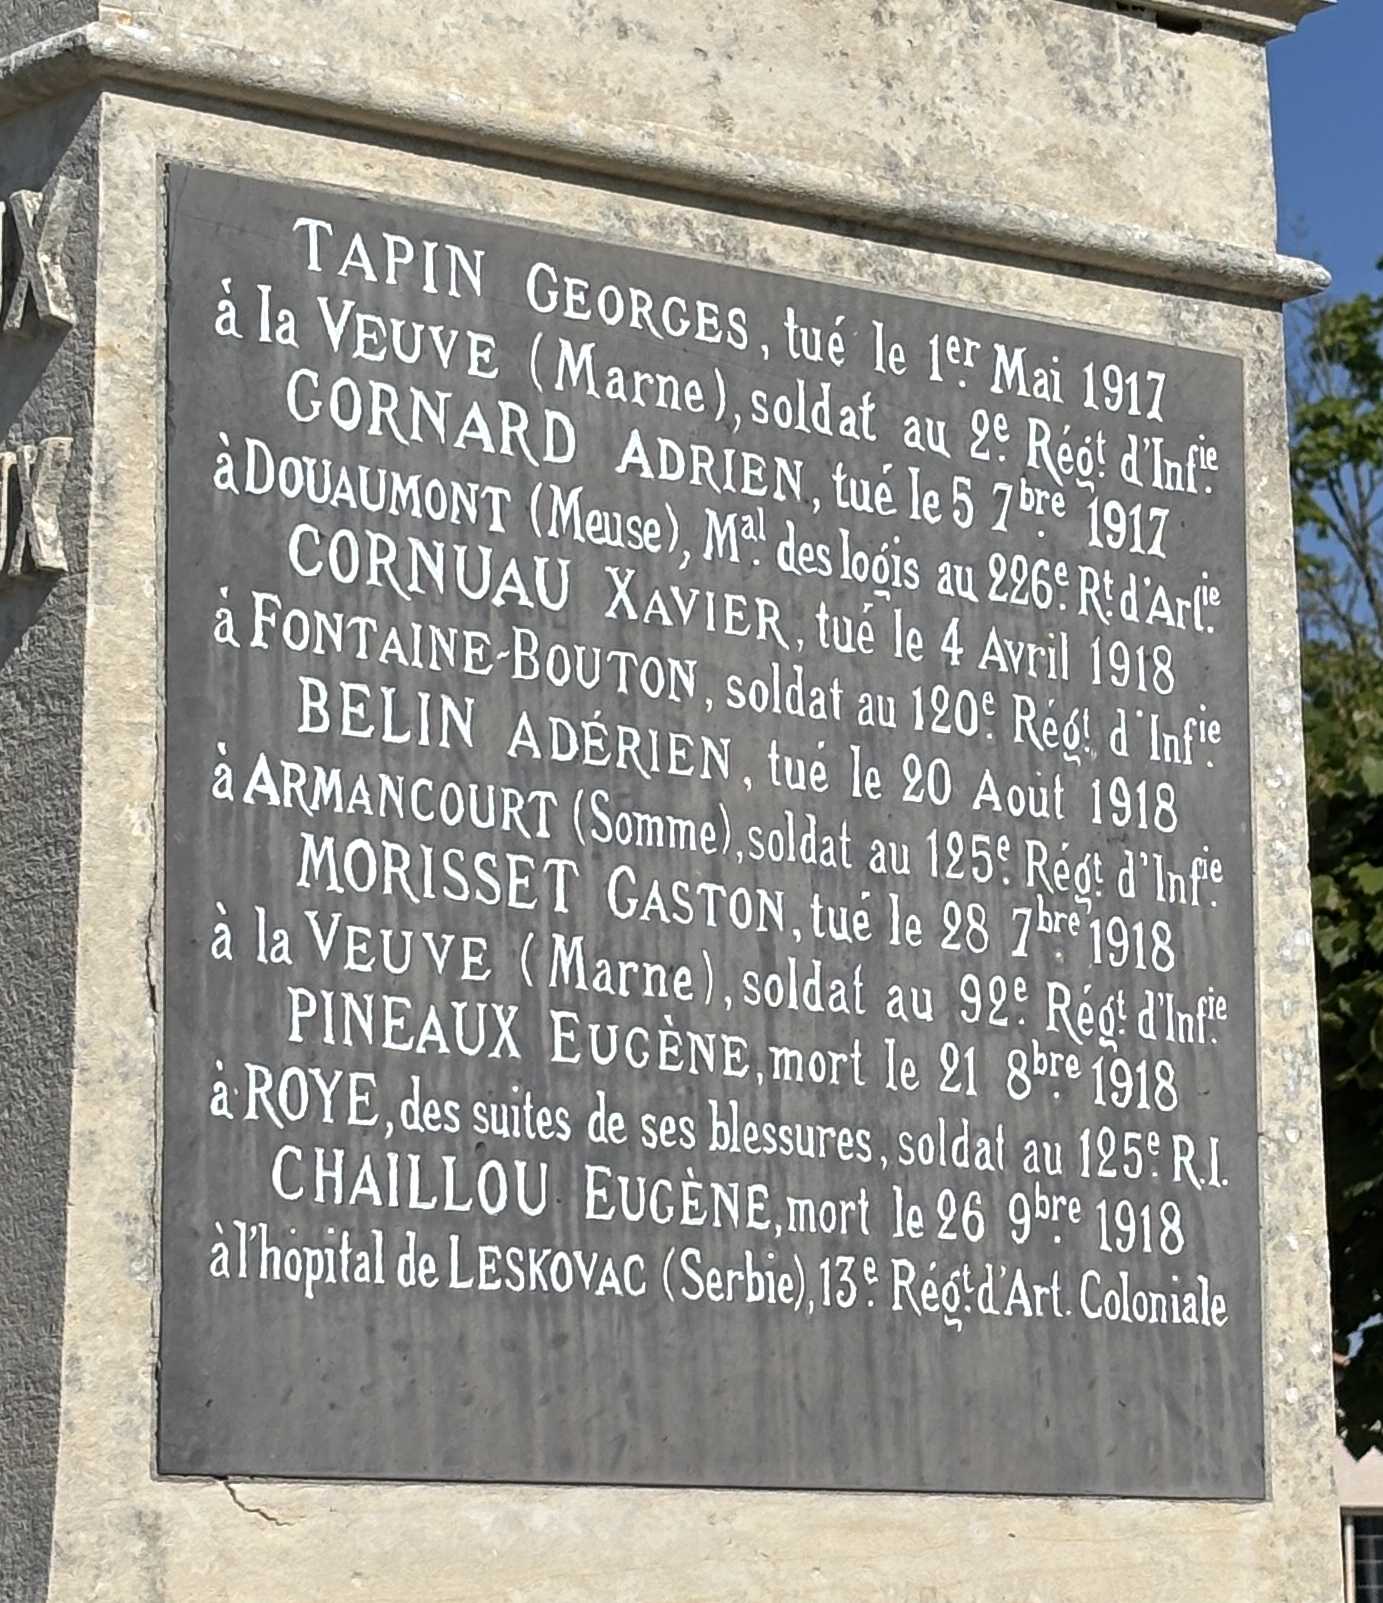 TAPIN GEORGES, tué le 1er. Mai 1917
à la VEUVE (Marne), soldat au 2e. Régt. d'Infie.
GORNARD ADRIEN, tué le 5 7bre. 1917
à DOUAUMONT (Meuse), Mal. des logis au 226e. Rt. d'Artie.
CORNUAU XAVIER, tué le 4 Avril 1918
à FONTAINE-BOUTON, soldat au 120e. Régt. d'Infie.
BELIN ADÉRIEN, tué le 20 Aout 1918
à ARMANCOURT (Somme), soldat au 125e. Régt. d'Infie.
MORISSET GASTON, tué le 28 7bre. 1918
à la VEUVE (Marne), soldat au 92e. Régt. d'Infie.
PINEAUX EUGÈNE, mort le 21 8bre. 1918
à ROYE, des suites de ses blessures, soldat au 125e. R.I.
CHAILLOU EUGÈNE, mort le 26 9bre. 1918
à l'hôpital de LESKOVAC (Serbie), 13e. Régt. d'Art. Coloniale